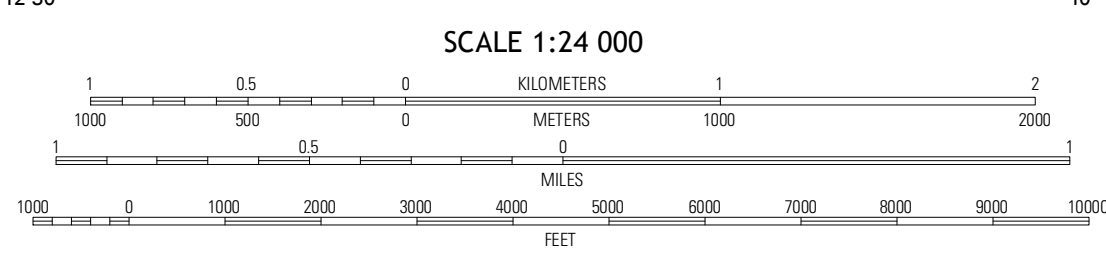 SCALE 1:24 000
1 0.5 0 KILOMETERS 1 2
1000 500 0 METERS 1000 2000
1 0.5 0 1
MILES
1000 0 1000 2000 3000 4000 5000 6000 7000 8000 9000 10000
FEET